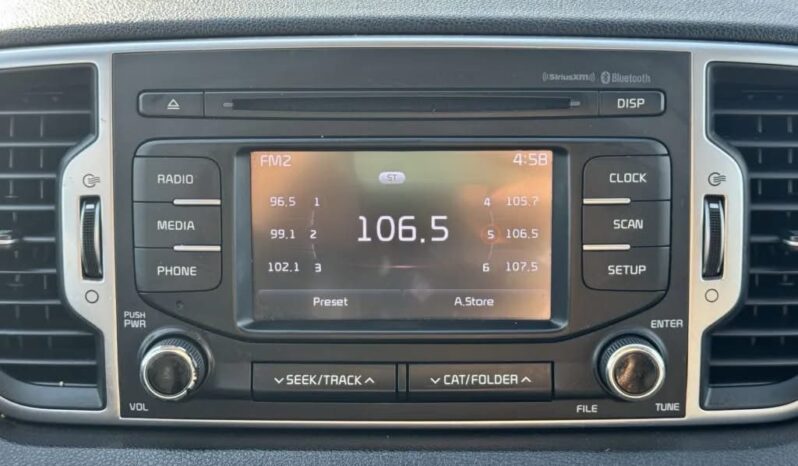 SiriusXM Bluetooth
DISP
FM2 4:58
ST
RADIO
MEDIA
PHONE
96.5 1
99.1 2
102.1 3
106.5
4 105.7
5 106.5
6 107.5
Preset A.Store
CLOCK
SCAN
SETUP
PUSH
PWR
VOL
SEEK/TRACK
CAT/FOLDER
ENTER
FILE TUNE